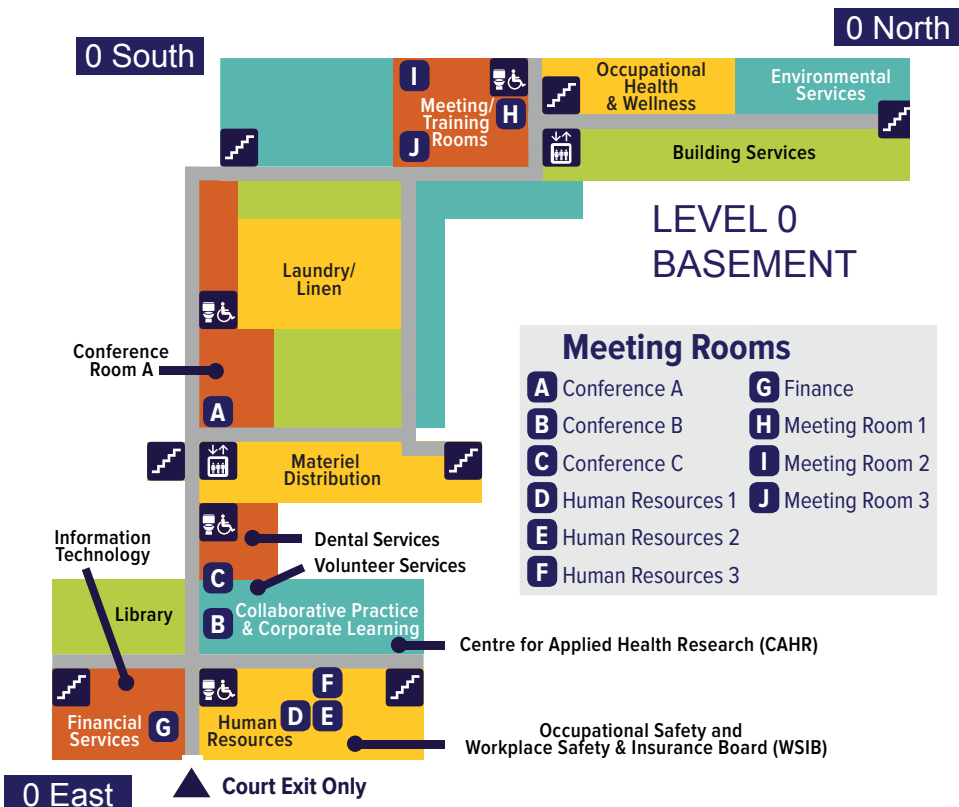 0 North
0 South
I
Meeting/
Training
Rooms
H
J
Occupational
Health
& Wellness
Environmental
Services
Building Services
LEVEL 0
BASEMENT
Laundry/
Linen
Conference
Room A
A
Materiel
Distribution
Meeting Rooms
A Conference A
B Conference B
C Conference C
D Human Resources 1
E Human Resources 2
F Human Resources 3
G Finance
H Meeting Room 1
I Meeting Room 2
J Meeting Room 3
Information
Technology
Dental Services
Volunteer Services
C
Library
B
Collaborative Practice
& Corporate Learning
Centre for Applied Health Research (CAHR)
Financial
Services
G
Human
Resources
F
D
E
Occupational Safety and
Workplace Safety & Insurance Board (WSIB)
0 East
Court Exit Only